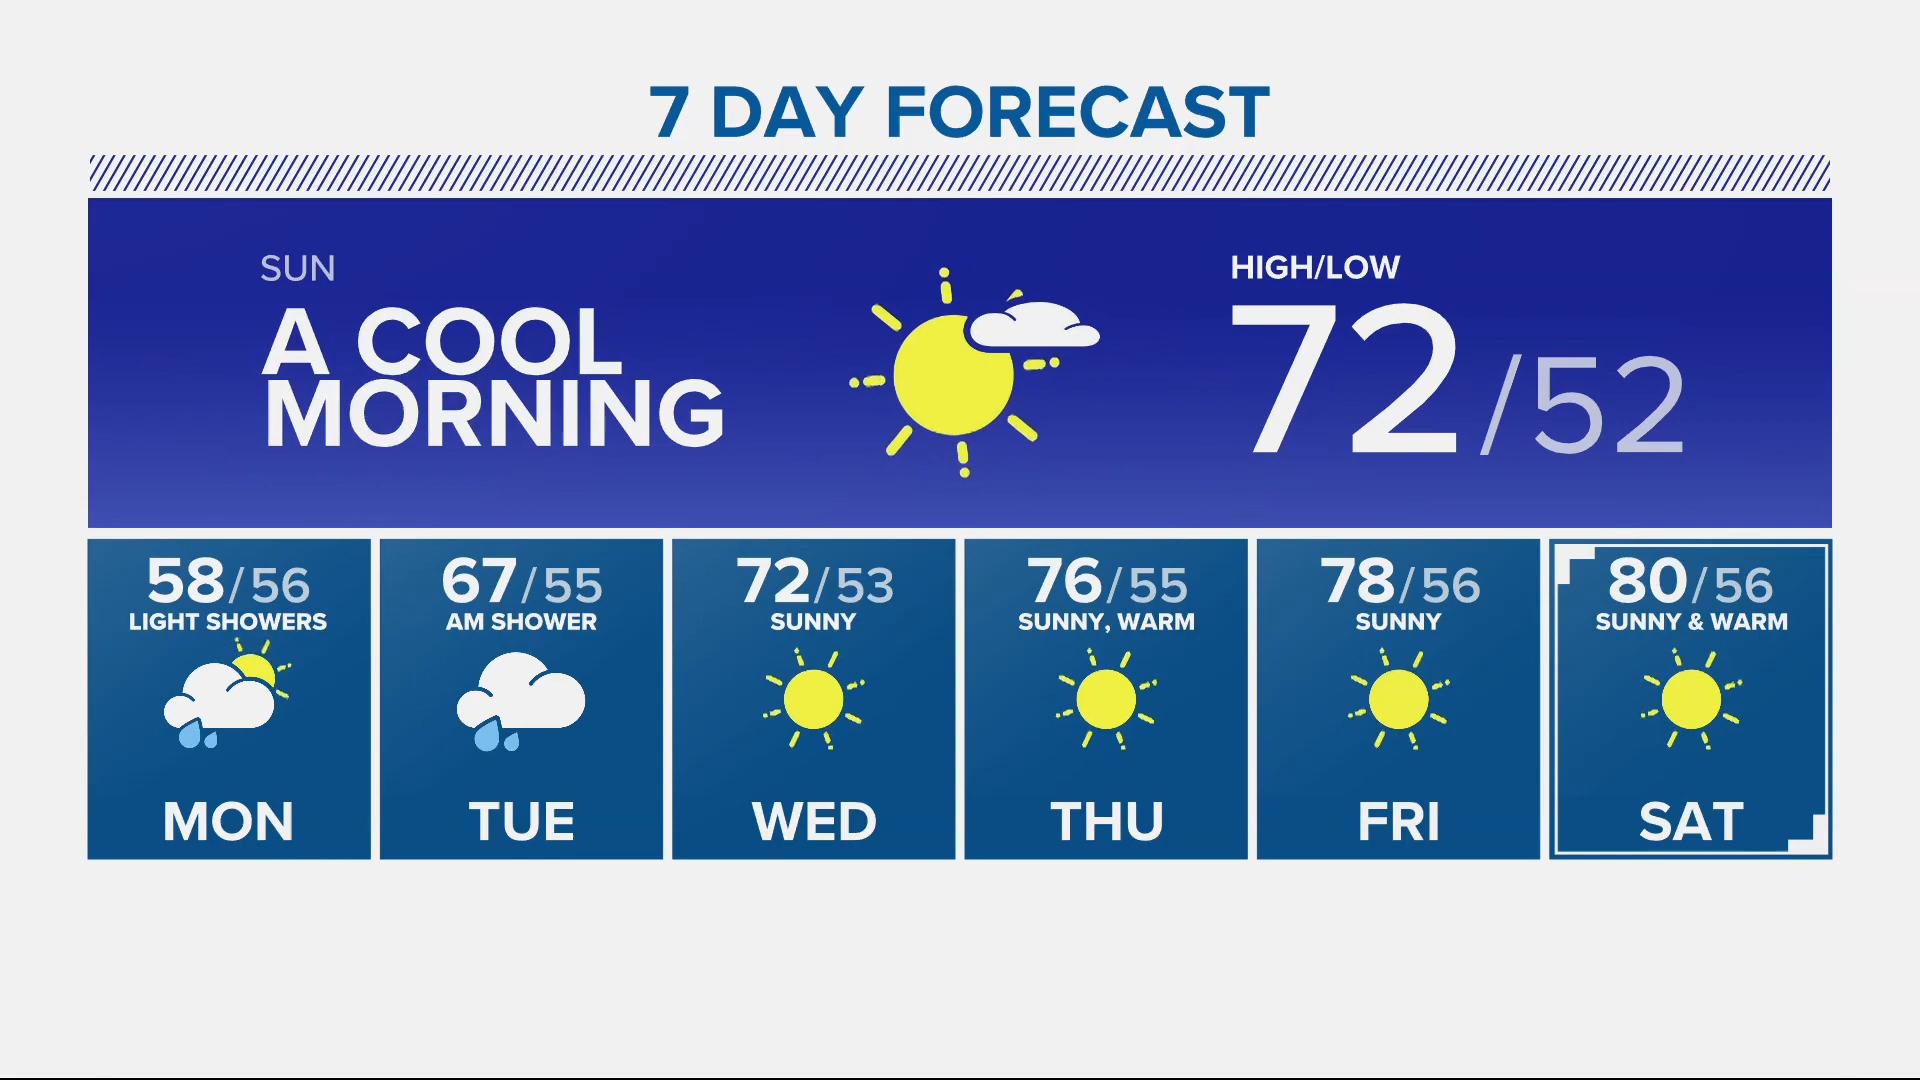 7 DAY FORECAST
SUN
A COOL
MORNING
HIGH/LOW
72/52
58/56
LIGHT SHOWERS
MON
67/55
AM SHOWER
TUE
72/53
SUNNY
WED
76/55
SUNNY, WARM
THU
78/56
SUNNY
FRI
80/56
SUNNY & WARM
SAT